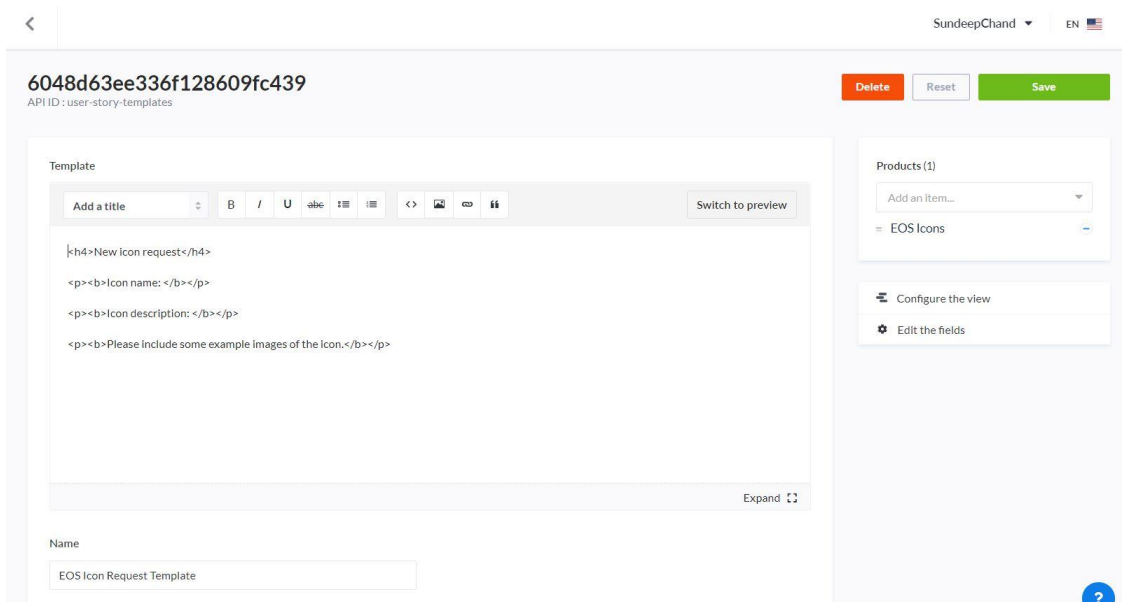 SundeepChand
EN
6048d63ee336f128609fc439
API ID : user-story-templates
Delete
Reset
Save
Template
Add a title
B I U abc
Switch to preview
<h4>New icon request</h4>
<p><b>Icon name: </b></p>
<p><b>Icon description: </b></p>
<p><b>Please include some example images of the icon.</b></p>
Expand
Name
EOS Icon Request Template
Products (1)
Add an item...
EOS Icons
Configure the view
Edit the fields
?